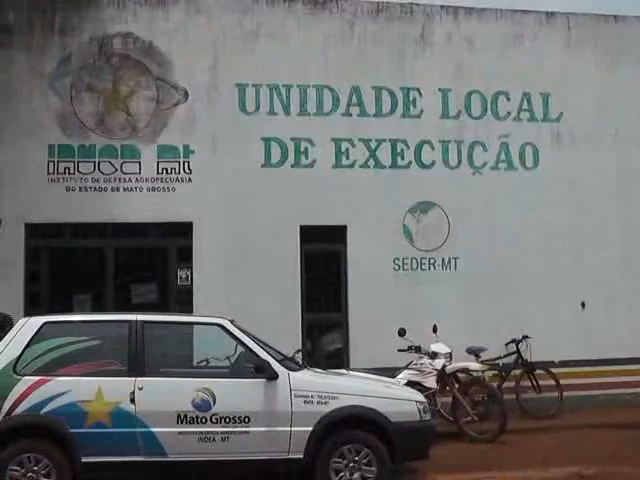 UNIDADE LOCAL
DE EXECUÇÃO
INDEA MT
INSTITUTO DE DEFESA AGROPECUÁRIA
DO ESTADO DE MATO GROSSO
SEDER-MT
Mato Grosso
INDEA - MT